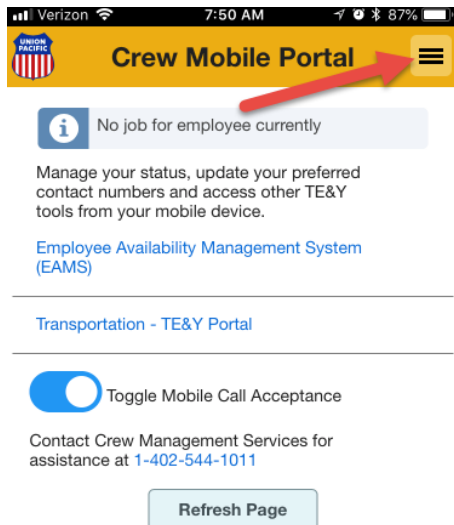 Verizon 7:50 AM 87%
UNION
PACIFIC
Crew Mobile Portal
No job for employee currently
Manage your status, update your preferred
contact numbers and access other TE&Y
tools from your mobile device.
Employee Availability Management System
(EAMS)
Transportation - TE&Y Portal
Toggle Mobile Call Acceptance
Contact Crew Management Services for
assistance at 1-402-544-1011
Refresh Page